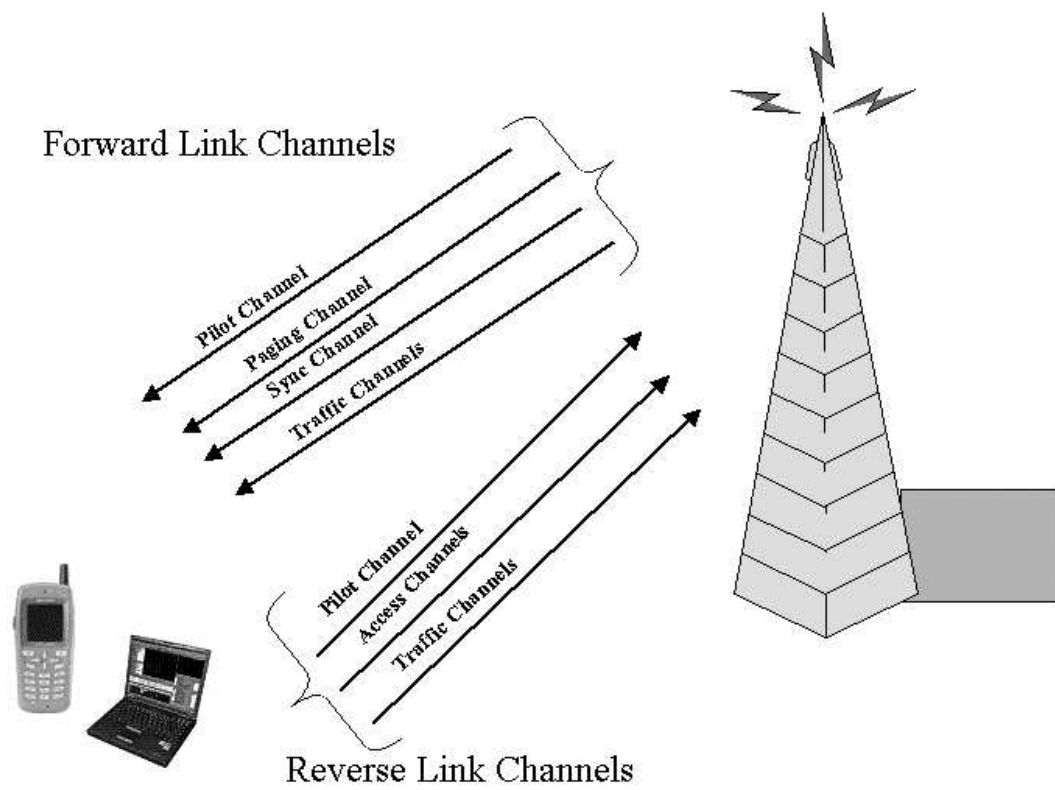 Forward Link Channels
Pilot Channel
Paging Channel
Sync Channel
Traffic Channels
Pilot Channel
Access Channels
Traffic Channels
Reverse Link Channels